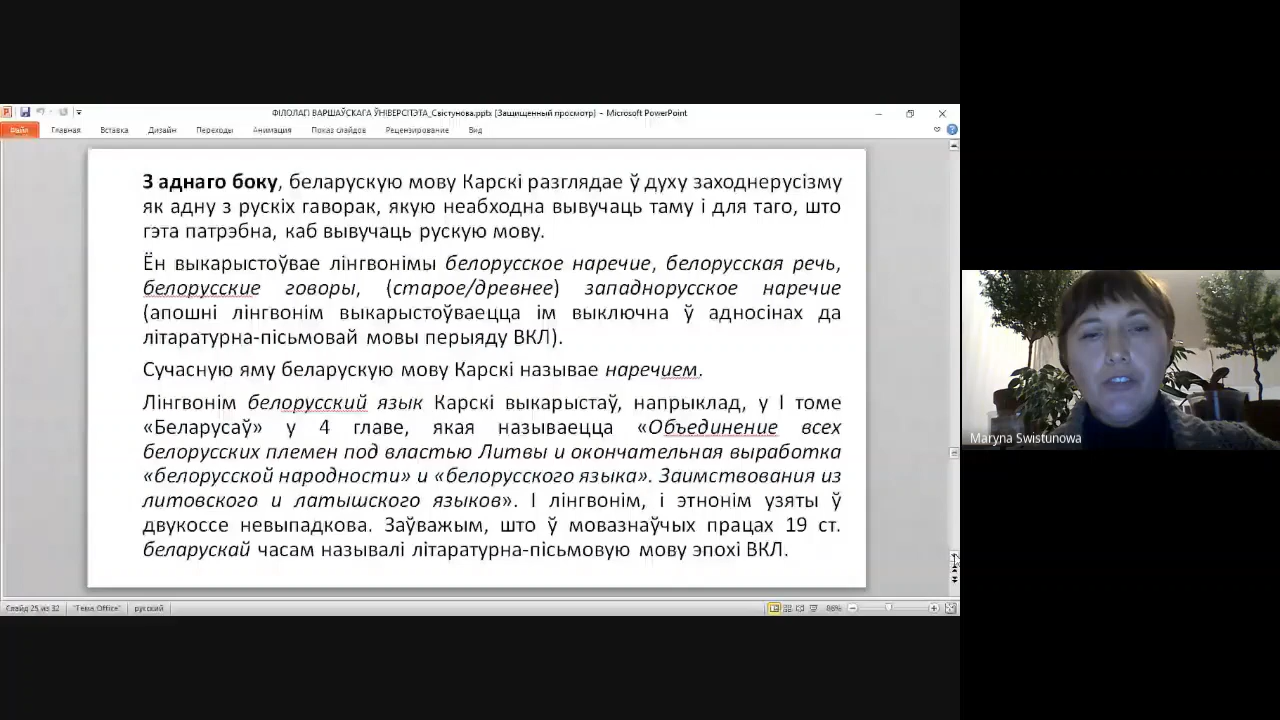 ФІЛОЛАГІ ВАРШАЎСКАГА ЎНІВЕРСІТЭТА_Свістунова.pptx [Защищенный просмотр] – Microsoft PowerPoint
Файл Главная Вставка Дизайн Переходы Анимация Показ слайдов Рецензирование Вид
З аднаго боку, беларускую мову Карскі разглядае ў духу заходнерусізму
як адну з рускіх гаворак, якую неабходна вывучаць таму і для таго, што
гэта патрэбна, каб вывучаць рускую мову.
Ён выкарыстоўвае лінгвонімы белорусское наречие, белорусская речь,
белорусские говоры, (старое/древнее) западнорусское наречие
(апошні лінгвонім выкарыстоўваецца ім выключна ў адносінах да
літаратурна-пісьмовай мовы перыяду ВКЛ).
Сучасную яму беларускую мову Карскі называе наречием.
Лінгвонім белорусский язык Карскі выкарыстаў, напрыклад, у І томе
«Беларусаў» у 4 главе, якая называецца «Объединение всех
белорусских племен под властью Литвы и окончательная выработка
«белорусской народности» и «белорусского языка». Заимствования из
литовского и латышского языков». І лінгвонім, і этнонім узяты ў
двукоссе невыпадкова. Заўважым, што ў мовазнаўчых працах 19 ст.
беларускай часам называлі літаратурна-пісьмовую мову эпохі ВКЛ.
Maryna Swistunowa
Слайд 25 из 32 "Тема Office" русский 86%